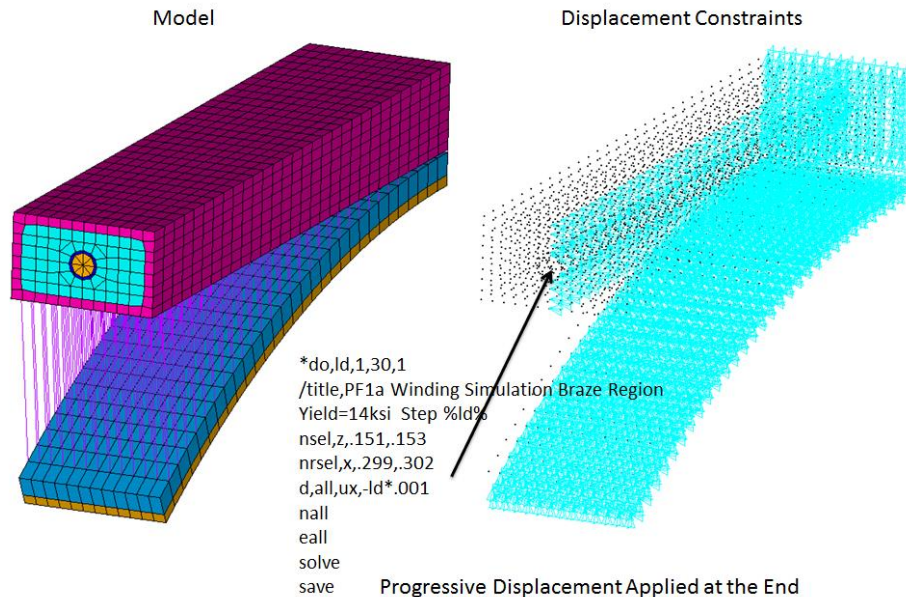 Model
Displacement Constraints
*do,ld,1,30,1
/title,PF1a Winding Simulation Braze Region
Yield=14ksi  Step %ld%
nsel,z,.151,.153
nrsel,x,.299,.302
d,all,ux,-ld*.001
nall
eall
solve
save
Progressive Displacement Applied at the End